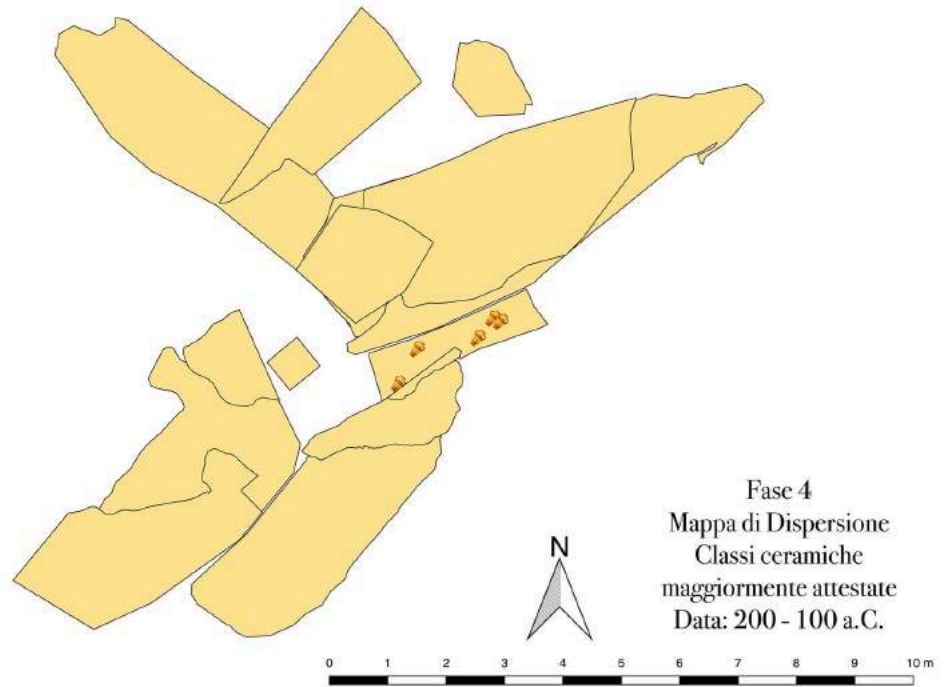 Fase 4
Mappa di Dispersione
Classi ceramiche
maggiormente attestate
Data: 200 - 100 a.C.
N
0 1 2 3 4 5 6 7 8 9 10 m